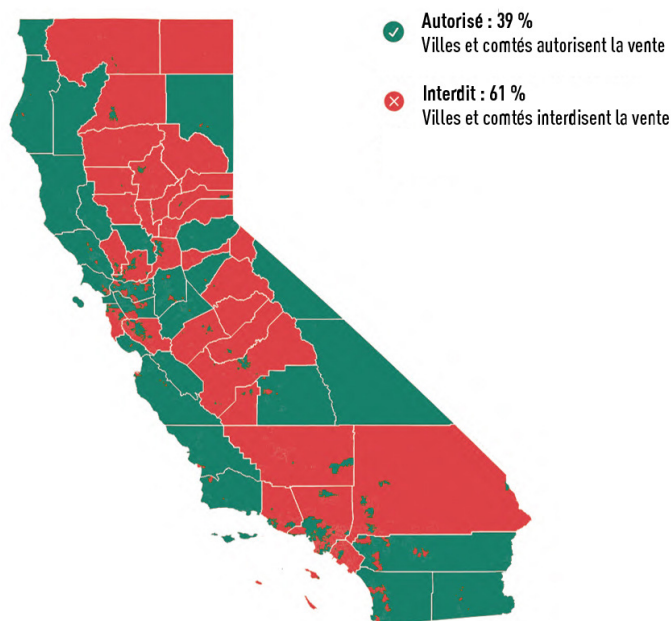 Autorisé : 39 %
Villes et comtés autorisent la vente
Interdit : 61 %
Villes et comtés interdisent la vente